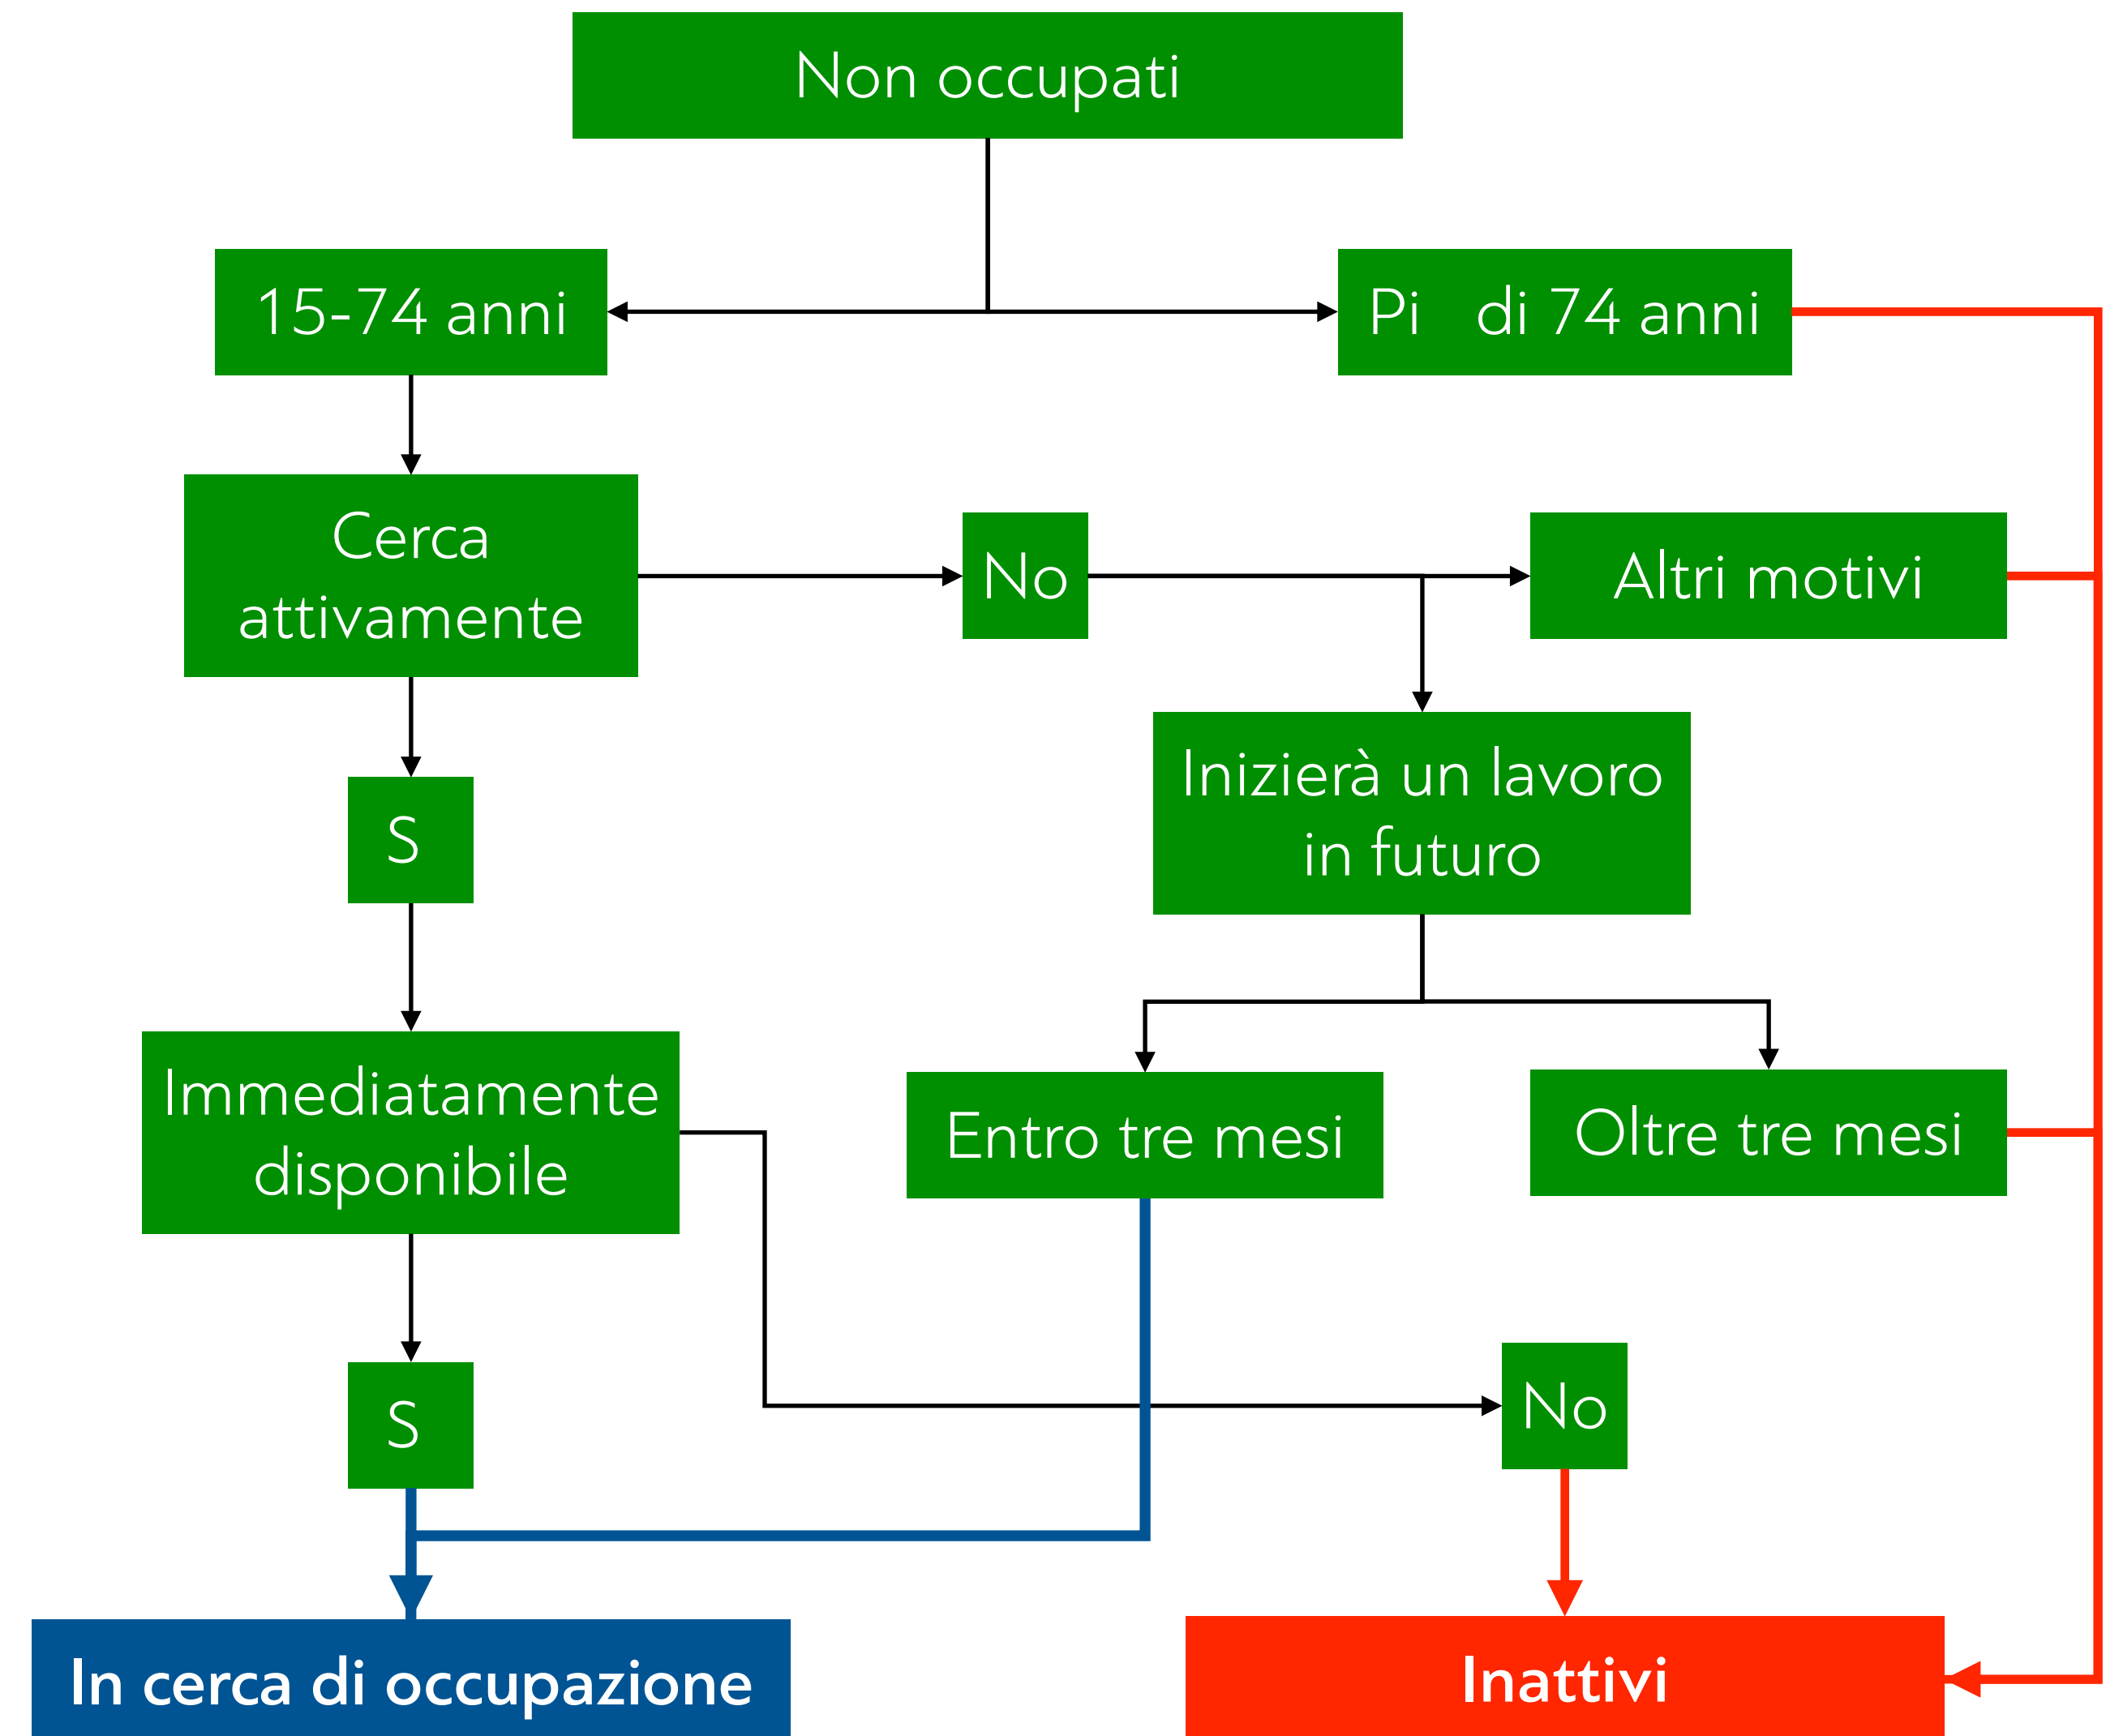 Non occupati
15-74 anni
Pi di 74 anni
Cerca
attivamente
No
Altri motivi
Inizierà un lavoro
in futuro
S
Immediatamente
disponibile
Entro tre mesi
Oltre tre mesi
No
S
In cerca di occupazione
Inattivi